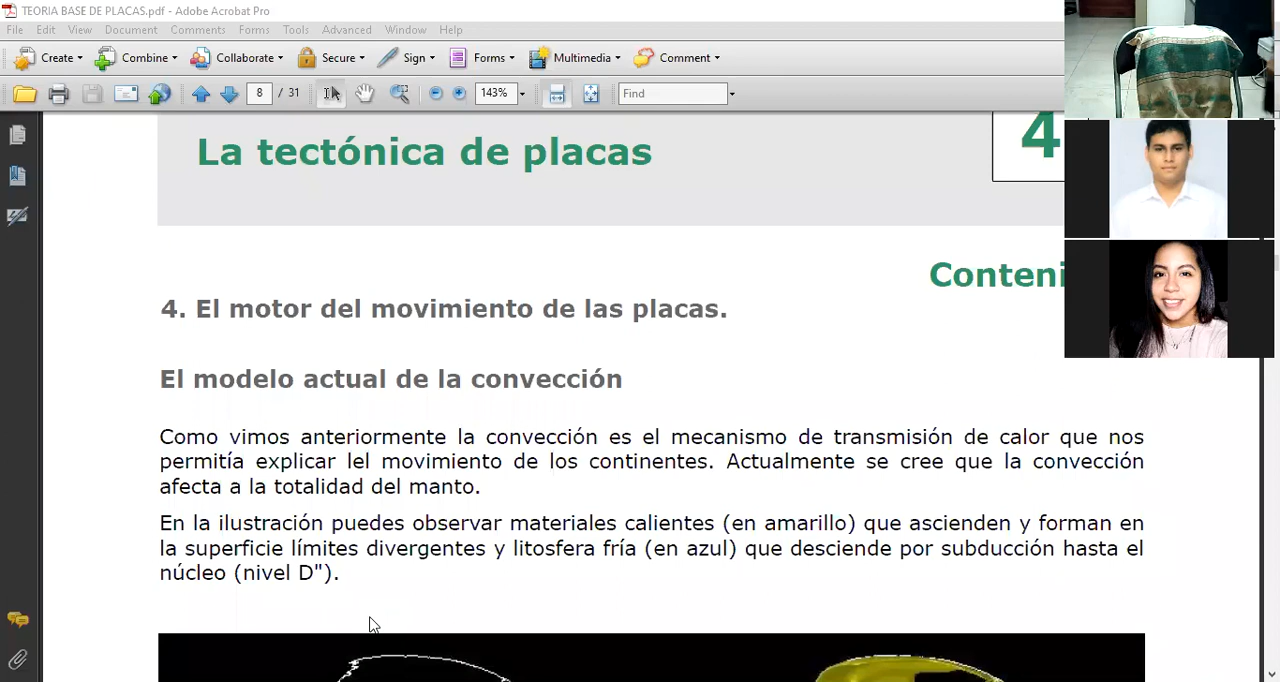 TEORIA BASE DE PLACAS.pdf - Adobe Acrobat Pro
File Edit View Document Comments Forms Tools Advanced Window Help
Create Combine Collaborate Secure Sign Forms Multimedia Comment
8 / 31 143% Find
La tectónica de placas
4
Conteni
4. El motor del movimiento de las placas.
El modelo actual de la convección
Como vimos anteriormente la convección es el mecanismo de transmisión de calor que nos
permitía explicar lel movimiento de los continentes. Actualmente se cree que la convección
afecta a la totalidad del manto.
En la ilustración puedes observar materiales calientes (en amarillo) que ascienden y forman en
la superficie límites divergentes y litosfera fría (en azul) que desciende por subducción hasta el
núcleo (nivel D").